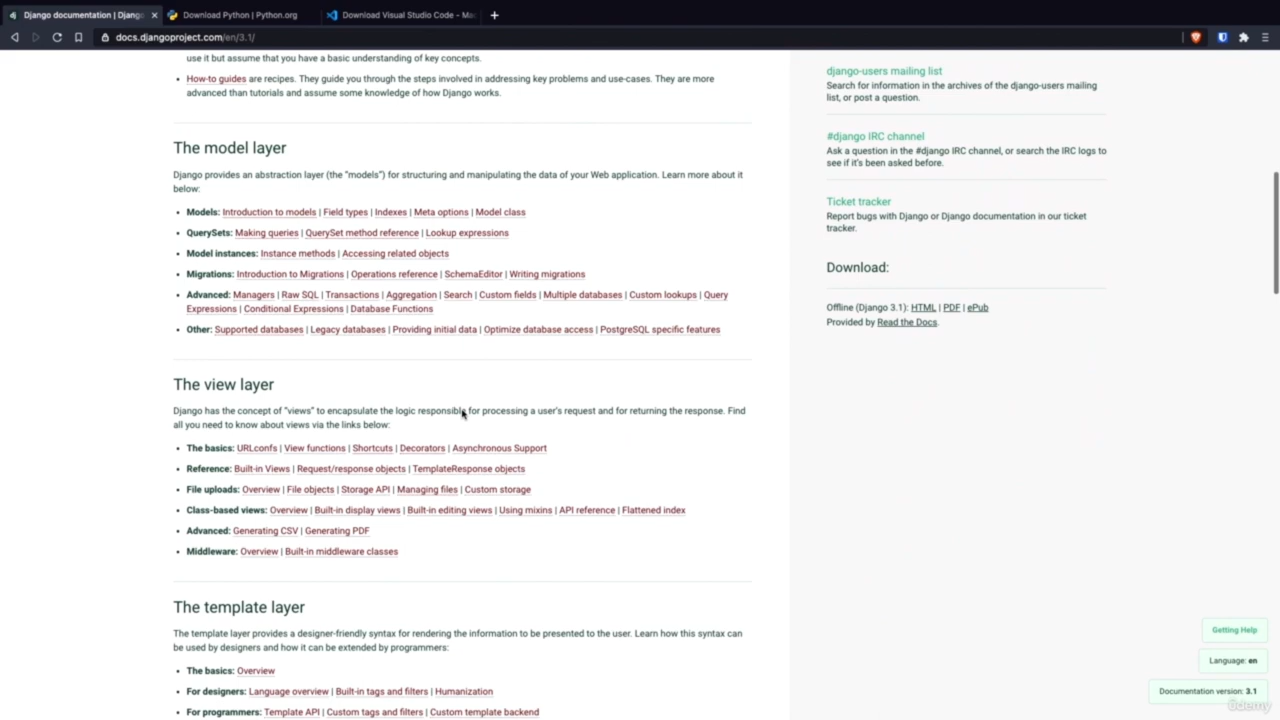 Django documentation | Djang
Download Python | Python.org
Download Visual Studio Code - Mac
docs.djangoproject.com/en/3.1/
use it but assume that you have a basic understanding of key concepts.
How-to guides are recipes. They guide you through the steps involved in addressing key problems and use-cases. They are more
advanced than tutorials and assume some knowledge of how Django works.
The model layer
Django provides an abstraction layer (the "models") for structuring and manipulating the data of your Web application. Learn more about it
below:
Models: Introduction to models | Field types | Indexes | Meta options | Model class
QuerySets: Making queries | QuerySet method reference | Lookup expressions
Model instances: Instance methods | Accessing related objects
Migrations: Introduction to Migrations | Operations reference | SchemaEditor | Writing migrations
Advanced: Managers | Raw SQL | Transactions | Aggregation | Search | Custom fields | Multiple databases | Custom lookups | Query
Expressions | Conditional Expressions | Database Functions
Other: Supported databases | Legacy databases | Providing initial data | Optimize database access | PostgreSQL specific features
The view layer
Django has the concept of "views" to encapsulate the logic responsible for processing a user's request and for returning the response. Find
all you need to know about views via the links below:
The basics: URLconfs | View functions | Shortcuts | Decorators | Asynchronous Support
Reference: Built-in Views | Request/response objects | TemplateResponse objects
File uploads: Overview | File objects | Storage API | Managing files | Custom storage
Class-based views: Overview | Built-in display views | Built-in editing views | Using mixins | API reference | Flattened index
Advanced: Generating CSV | Generating PDF
Middleware: Overview | Built-in middleware classes
The template layer
The template layer provides a designer-friendly syntax for rendering the information to be presented to the user. Learn how this syntax can
be used by designers and how it can be extended by programmers:
The basics: Overview
For designers: Language overview | Built-in tags and filters | Humanization
For programmers: Template API | Custom tags and filters | Custom template backend
django-users mailing list
Search for information in the archives of the django-users mailing
list, or post a question.
#django IRC channel
Ask a question in the #django IRC channel, or search the IRC logs to
see if it's been asked before.
Ticket tracker
Report bugs with Django or Django documentation in our ticket
tracker.
Download:
Offline (Django 3.1): HTML | PDF | ePub
Provided by Read the Docs.
Getting Help
Language: en
Documentation version: 3.1
Udemy